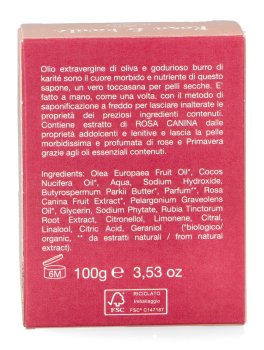 Olio extravergine di oliva e godurioso burro di
karité sono il cuore morbido e nutriente di questo
sapone, un vero toccasana per pelli secche. E'
fatto a mano, come una volta, con il metodo di
saponificazione a freddo per lasciare inalterate le
proprietà dei preziosi ingredienti contenuti.
Contiene estratto di ROSA CANINA dalle
proprietà addolcenti e lenitive e lascia la pelle
morbidissima e profumata di rose e Primavera
grazie agli oli essenziali contenuti.
Ingredients: Olea Europaea Fruit Oil*, Cocos
Nucifera Oil*, Aqua, Sodium Hydroxide,
Butyrospermum Parkii Butter*, Parfum**, Rosa
Canina Fruit Extract*, Pelargonium Graveolens
Oil*, Glycerin, Sodium Phytate, Rubia Tinctorum
Root Extract, Citronellol, Limonene, Citral,
Linalool, Citric Acid, Geraniol (*biologico/
organic, ** da estratti naturali / from natural
extract).
6M 100g e 3,53 oz
FSC
RICICLATO
Imballaggio
FSC® C147187